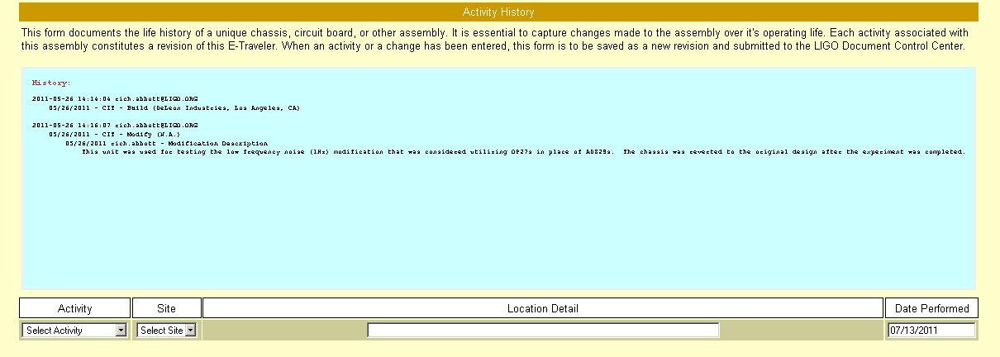 Activity History
This form documents the life history of a unique chassis, circuit board, or other assembly. It is essential to capture changes made to the assembly over it's operating life. Each activity associated with
this assembly constitutes a revision of this E-Traveler. When an activity or a change has been entered, this form is to be saved as a new revision and submitted to the LIGO Document Control Center.
History:
2011-05-26 14:14:04 rich.abbott@LIGO.ORG
05/26/2011 - CIT - Build (DeLeon Industries, Los Angeles, CA)
2011-05-26 14:16:07 rich.abbott@LIGO.ORG
05/26/2011 - CIT - Modify (N.A.)
05/26/2011 rich.abbott - Modification Description
This unit was used for testing the low frequency noise (1Hz) modification that was considered utilizing OP27s in place of AD829s. The chassis was reverted to the original design after the experiment was completed.
Activity Site Location Detail Date Performed
Select Activity Select Site 07/13/2011